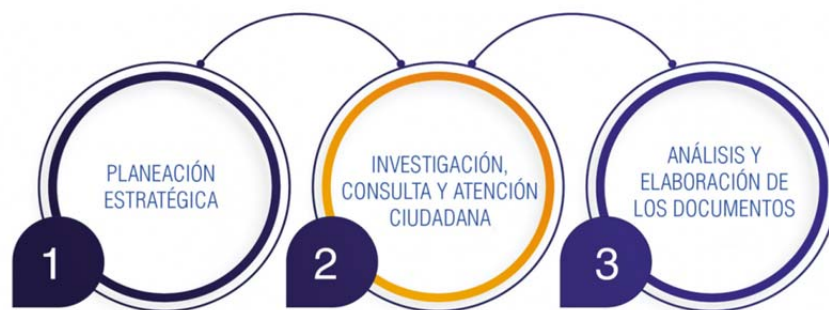 PLANEACIÓN
ESTRATÉGICA
1
INVESTIGACIÓN,
CONSULTA Y ATENCIÓN
CIUDADANA
2
ANÁLISIS Y
ELABORACIÓN DE
LOS DOCUMENTOS
3